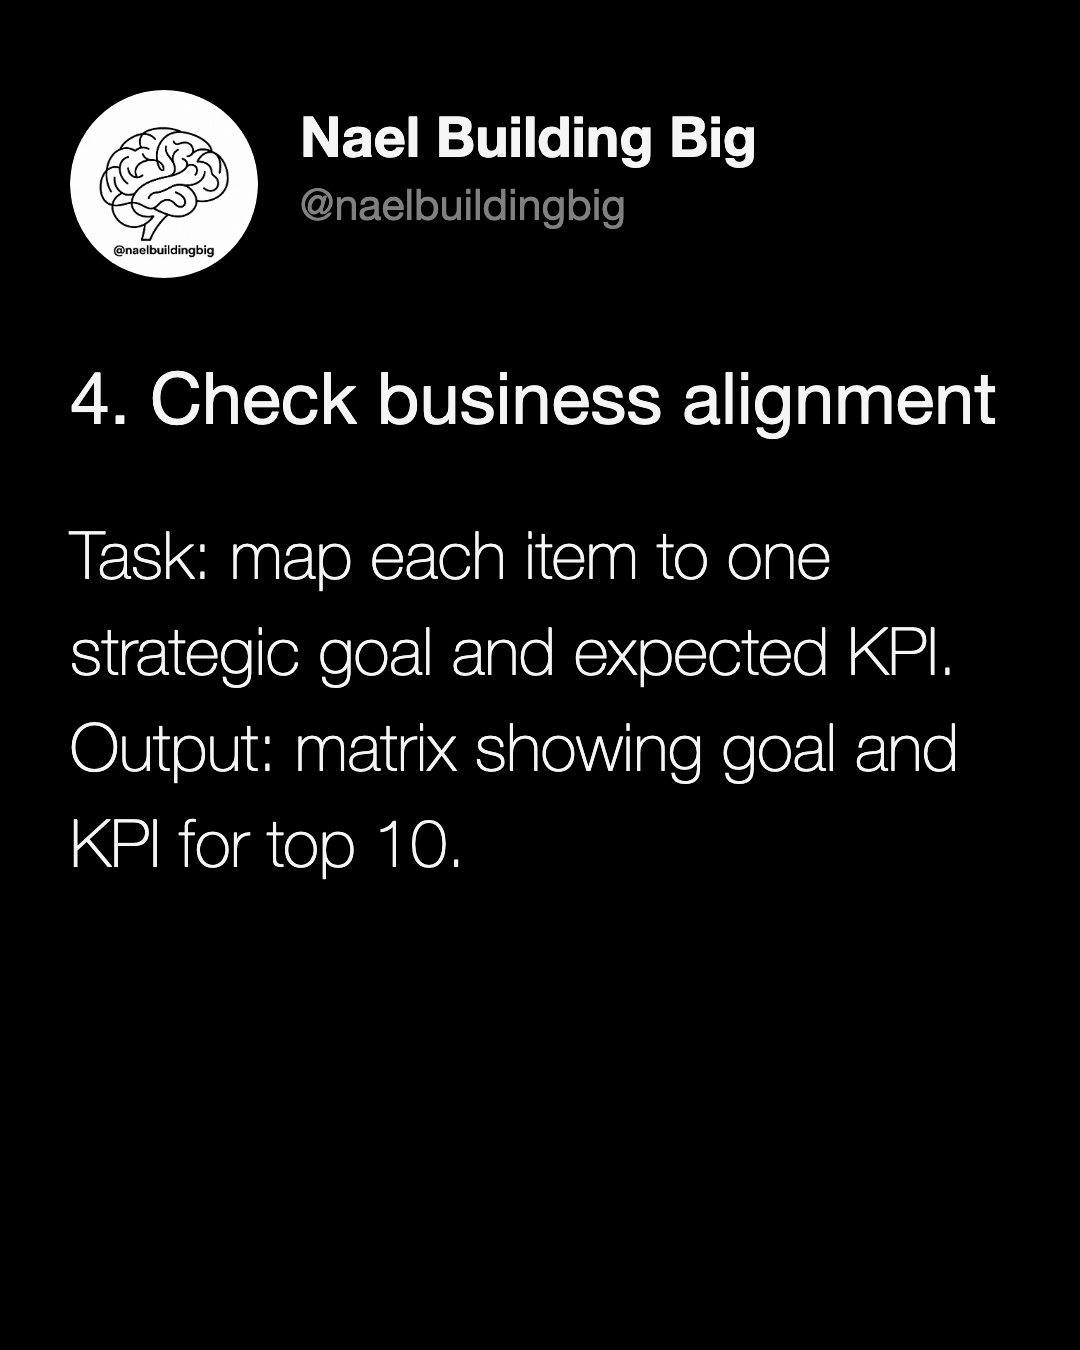 Nael Building Big
@naelbuildingbig
@naelbuildingbig
4. Check business alignment
Task: map each item to one
strategic goal and expected KPI.
Output: matrix showing goal and
KPI for top 10.